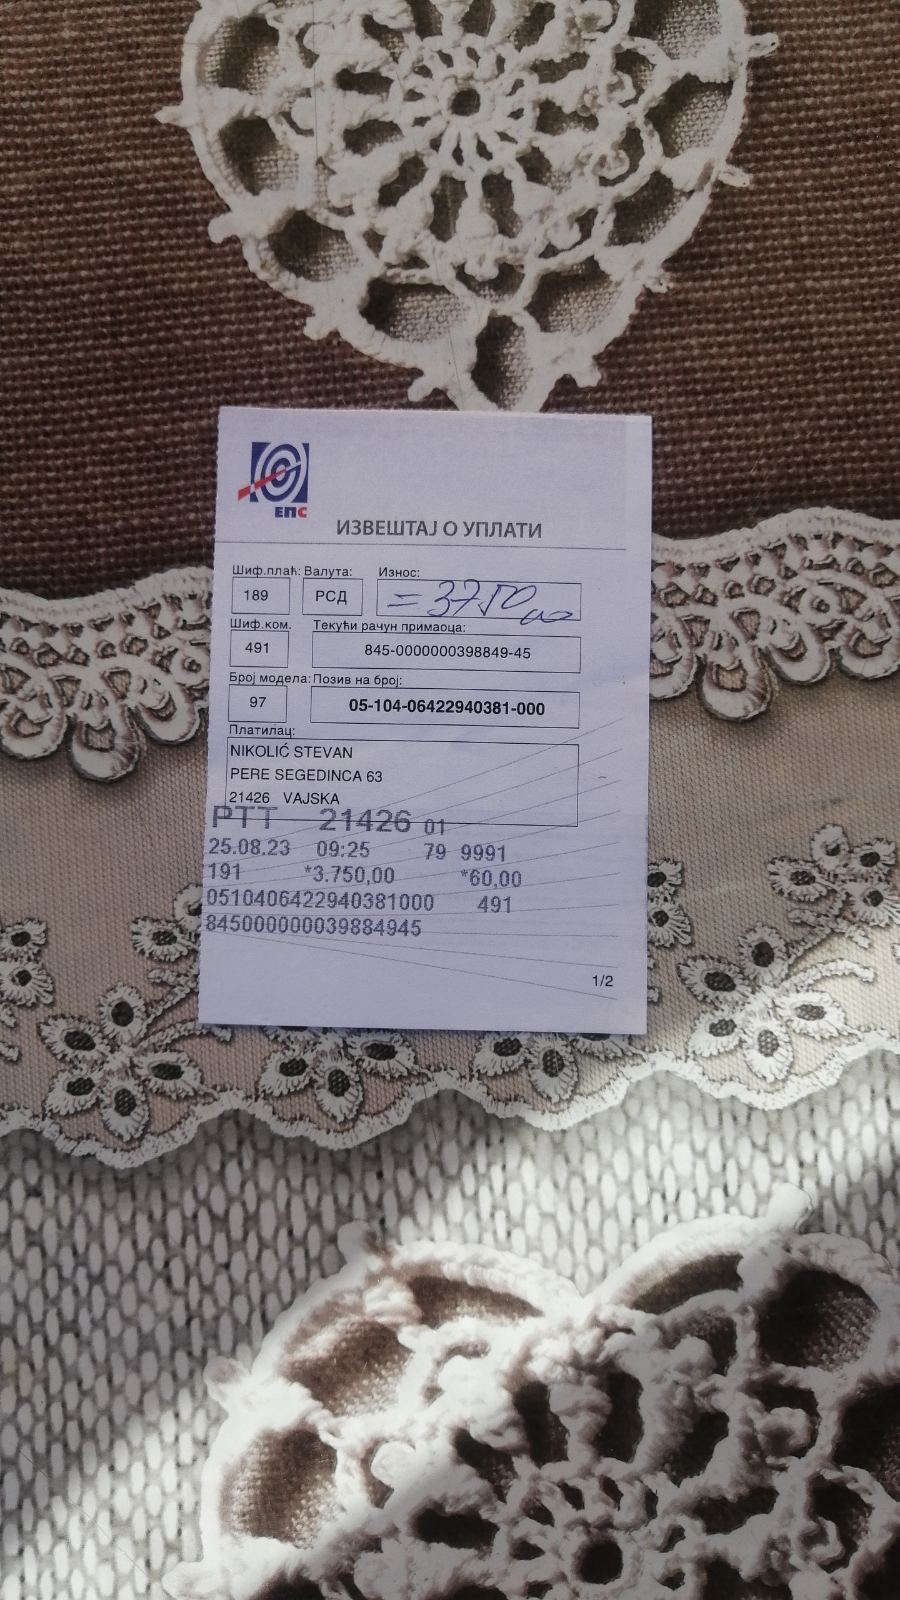 ЕПС
ИЗВЕШТАЈ О УПЛАТИ
Шиф.плаћ: Валута: Износ:
189 РСД =3750,00
Шиф.ком. Текући рачун примаоца:
491 845-0000000398849-45
Број модела: Позив на број:
97 05-104-06422940381-000
Платилац:
NIKOLIĆ STEVAN
PERE SEGEDINCA 63
21426 VAJSKA
PTT 21426 01
25.08.23 09:25 79 9991
191 *3.750,00 *60,00
05104064229403​81000 491
845000000039884945
1/2